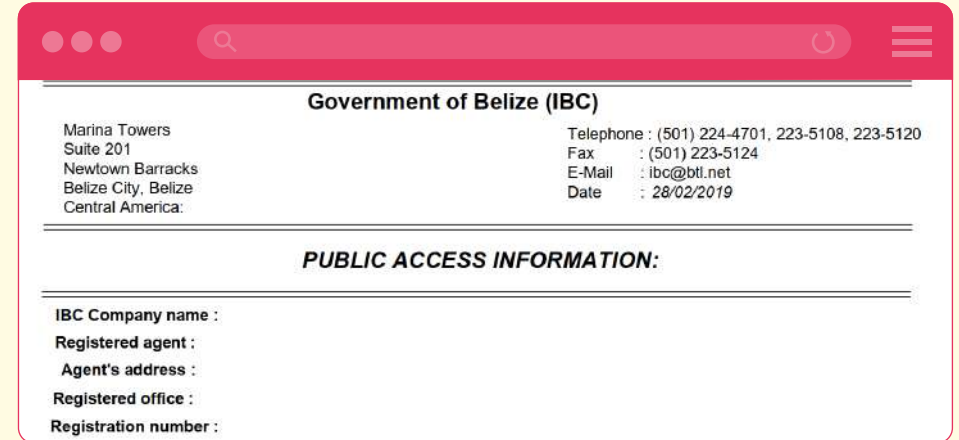 Government of Belize (IBC)
Marina Towers
Suite 201
Newtown Barracks
Belize City, Belize
Central America:
Telephone : (501) 224-4701, 223-5108, 223-5120
Fax : (501) 223-5124
E-Mail : ibc@btl.net
Date : 28/02/2019
PUBLIC ACCESS INFORMATION:
IBC Company name :
Registered agent :
Agent's address :
Registered office :
Registration number :